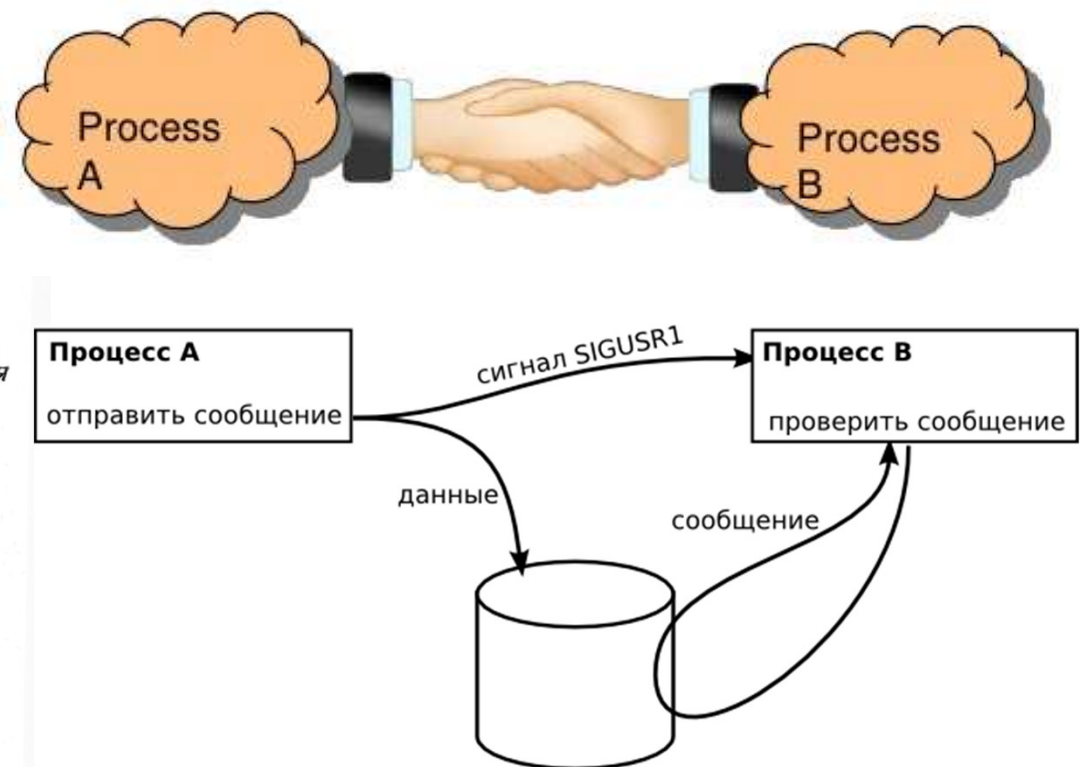 Process
A
Process
B
я
Процесс A
отправить сообщение
сигнал SIGUSR1
Процесс B
проверить сообщение
данные
сообщение